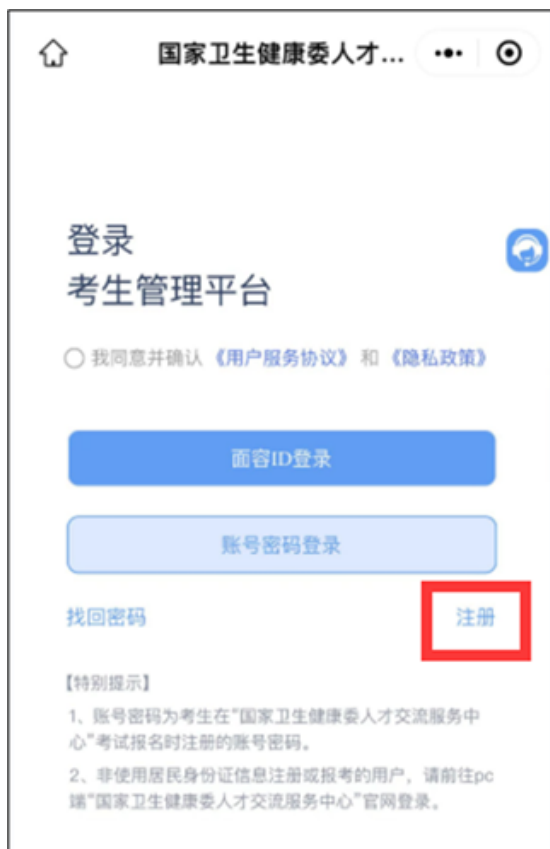 国家卫生健康委人才...
登录
考生管理平台
我同意并确认《用户服务协议》和《隐私政策》
面容ID登录
账号密码登录
找回密码 注册
【特别提示】
1、账号密码为考生在"国家卫生健康委人才交流服务中
心"考试报名时注册的账号密码。
2、非使用居民身份证信息注册或报考的用户，请前往pc
端"国家卫生健康委人才交流服务中心"官网登录。